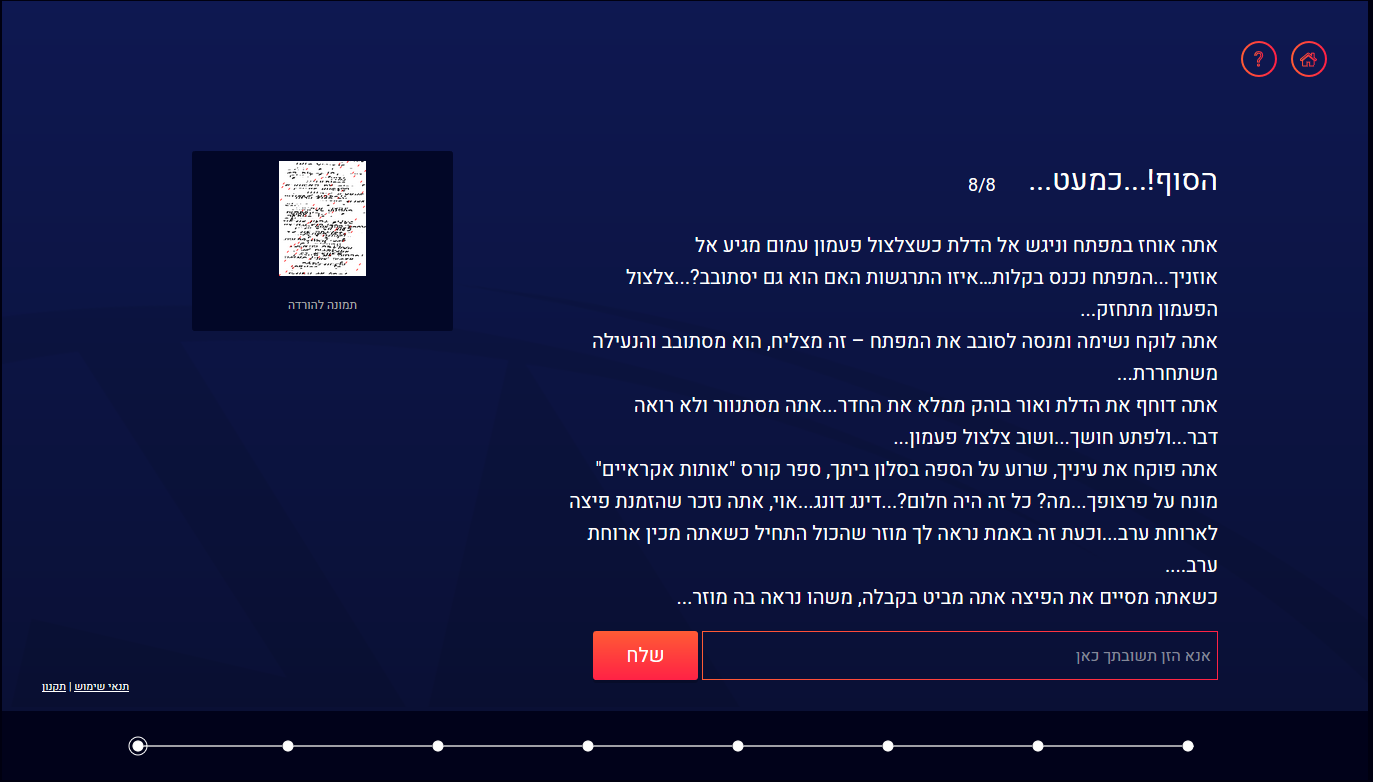 הסוף!...כמעט... 8/8
אתה אוחז במפתח וניגש אל הדלת כשצלצול פעמון עמום מגיע אל
אוזניך...המפתח נכנס בקלות...איזו התרגשות האם הוא גם יסתובב?...צלצול
הפעמון מתחזק...
אתה לוקח נשימה ומנסה לסובב את המפתח – זה מצליח, הוא מסתובב והנעילה
משתחררת...
אתה דוחף את הדלת ואור בוהק ממלא את החדר...אתה מסתנוור ולא רואה
דבר...ולפתע חושך...ושוב צלצול פעמון...
אתה פוקח את עיניך, שרוע על הספה בסלון ביתך, ספר קורס "אותות אקראיים"
מונח על פרצופך...מה? כל זה היה חלום?...דינג דונג...אוי, אתה נזכר שהזמנת פיצה
לארוחת ערב...וכעת זה באמת נראה לך מוזר שהכול התחיל כשאתה מכין ארוחת
ערב....
כשאתה מסיים את הפיצה אתה מביט בקבלה, משהו נראה בה מוזר...
תמונה להורדה
אנא הזן תשובתך כאן
שלח
תנאי שימוש | תקנון